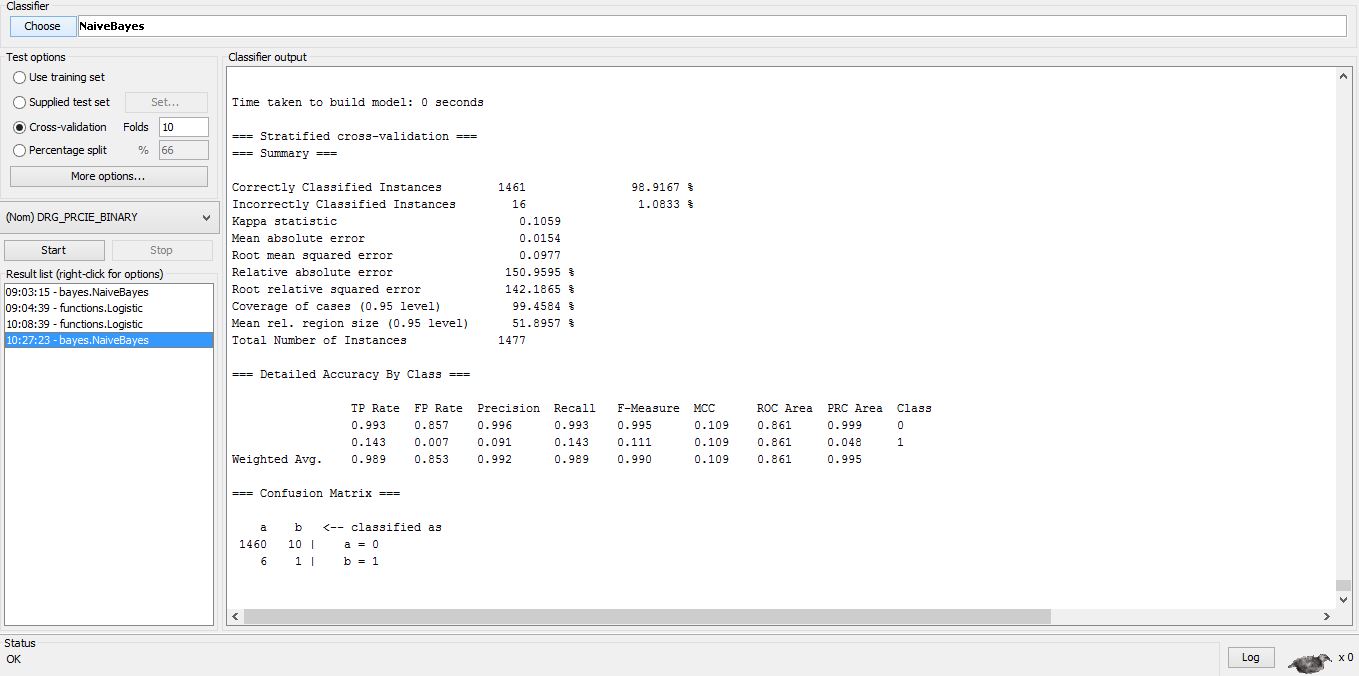 Classifier
Choose NaiveBayes
Test options
Use training set
Supplied test set Set...
Cross-validation Folds 10
Percentage split % 66
More options...
(Nom) DRG_PRCIE_BINARY
Start Stop
Result list (right-click for options)
09:03:15 - bayes.NaiveBayes
09:04:39 - functions.Logistic
10:08:39 - functions.Logistic
10:27:23 - bayes.NaiveBayes
Classifier output
Time taken to build model: 0 seconds
=== Stratified cross-validation ===
=== Summary ===
Correctly Classified Instances 1461 98.9167 %
Incorrectly Classified Instances 16 1.0833 %
Kappa statistic 0.1059
Mean absolute error 0.0154
Root mean squared error 0.0977
Relative absolute error 150.9595 %
Root relative squared error 142.1865 %
Coverage of cases (0.95 level) 99.4584 %
Mean rel. region size (0.95 level) 51.8957 %
Total Number of Instances 1477
=== Detailed Accuracy By Class ===
TP Rate FP Rate Precision Recall F-Measure MCC ROC Area PRC Area Class
0.993 0.857 0.996 0.993 0.995 0.109 0.861 0.999 0
0.143 0.007 0.091 0.143 0.111 0.109 0.861 0.048 1
Weighted Avg. 0.989 0.853 0.992 0.989 0.990 0.109 0.861 0.995
=== Confusion Matrix ===
a b <-- classified as
1460 10 | a = 0
6 1 | b = 1
Status
OK
Log
x 0